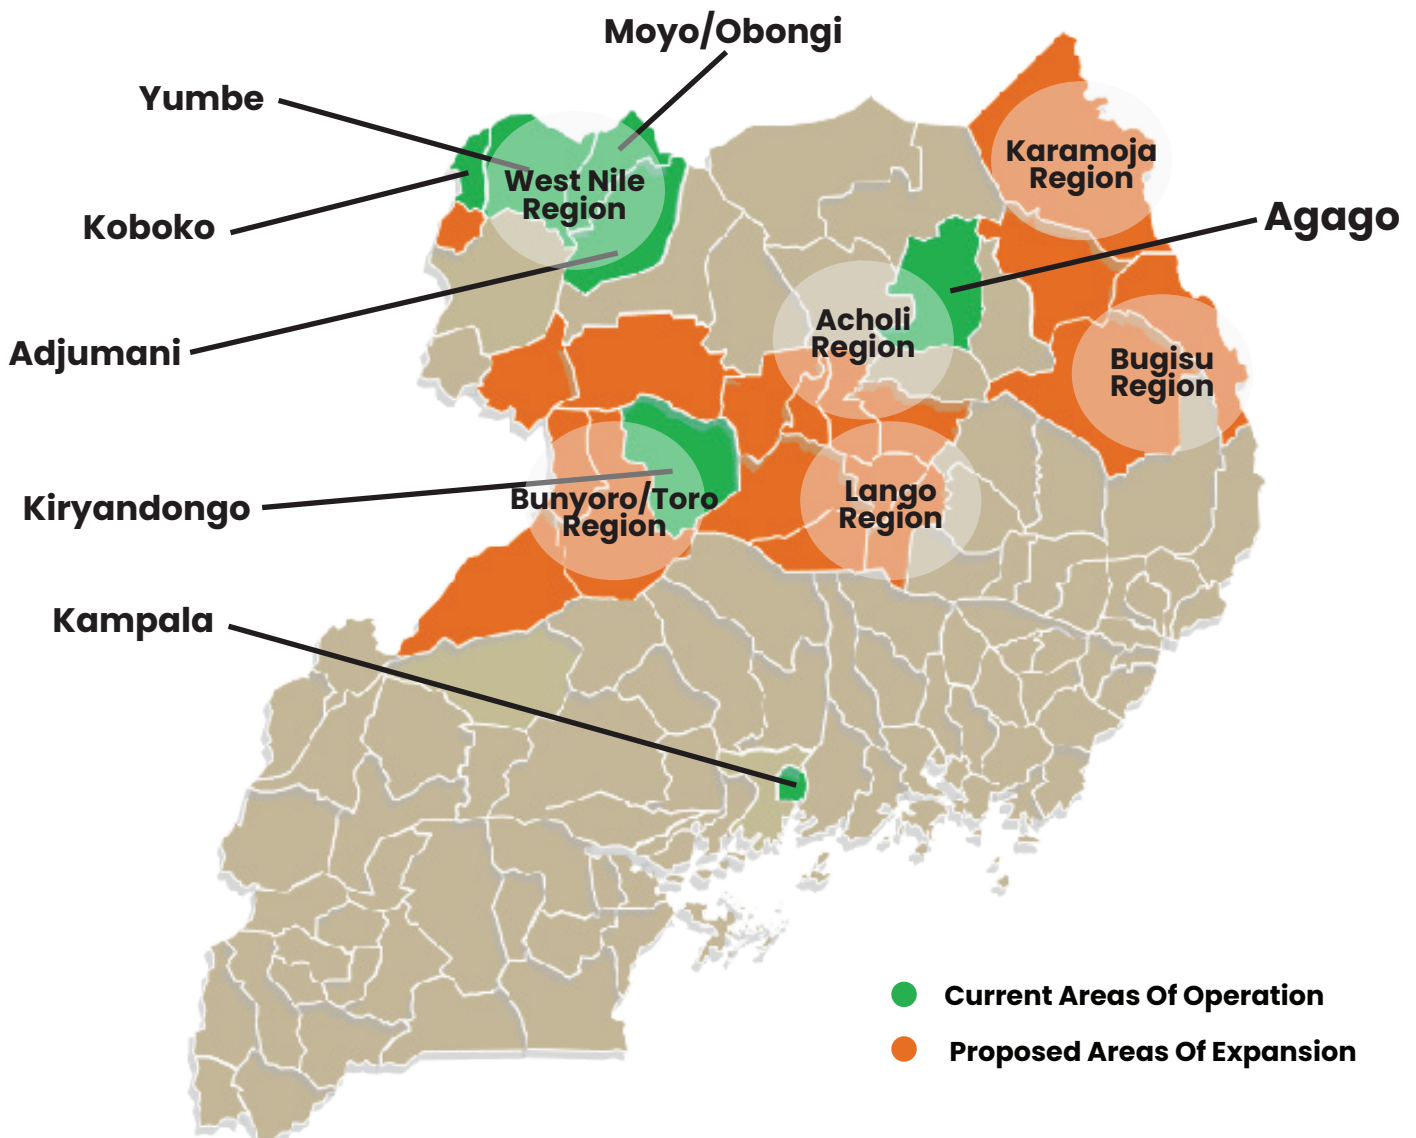 Moyo/Obongi
Yumbe
Karamoja
Region
West Nile
Region
Agago
Koboko
Acholi
Region
Adjumani
Bugisu
Region
Lango
Region
Kiryandongo
Bunyoro/Toro
Region
Kampala
Current Areas Of Operation
Proposed Areas Of Expansion